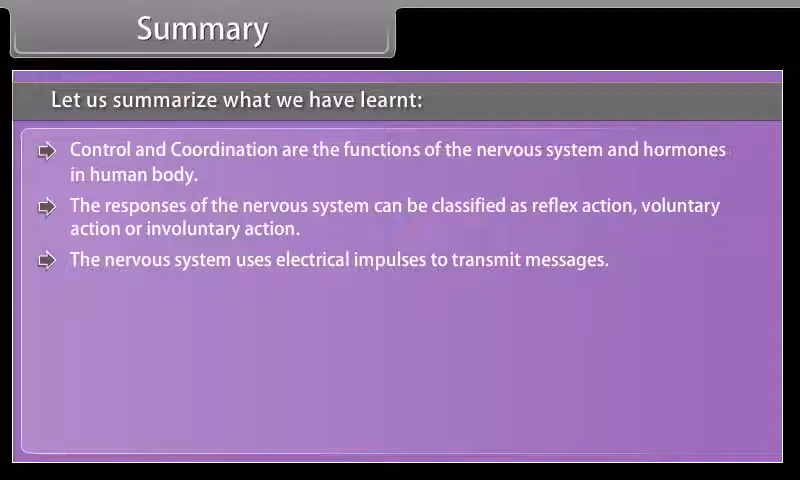 Summary
Let us summarize what we have learnt:
Control and Coordination are the functions of the nervous system and hormones
in human body.
The responses of the nervous system can be classified as reflex action, voluntary
action or involuntary action.
The nervous system uses electrical impulses to transmit messages.